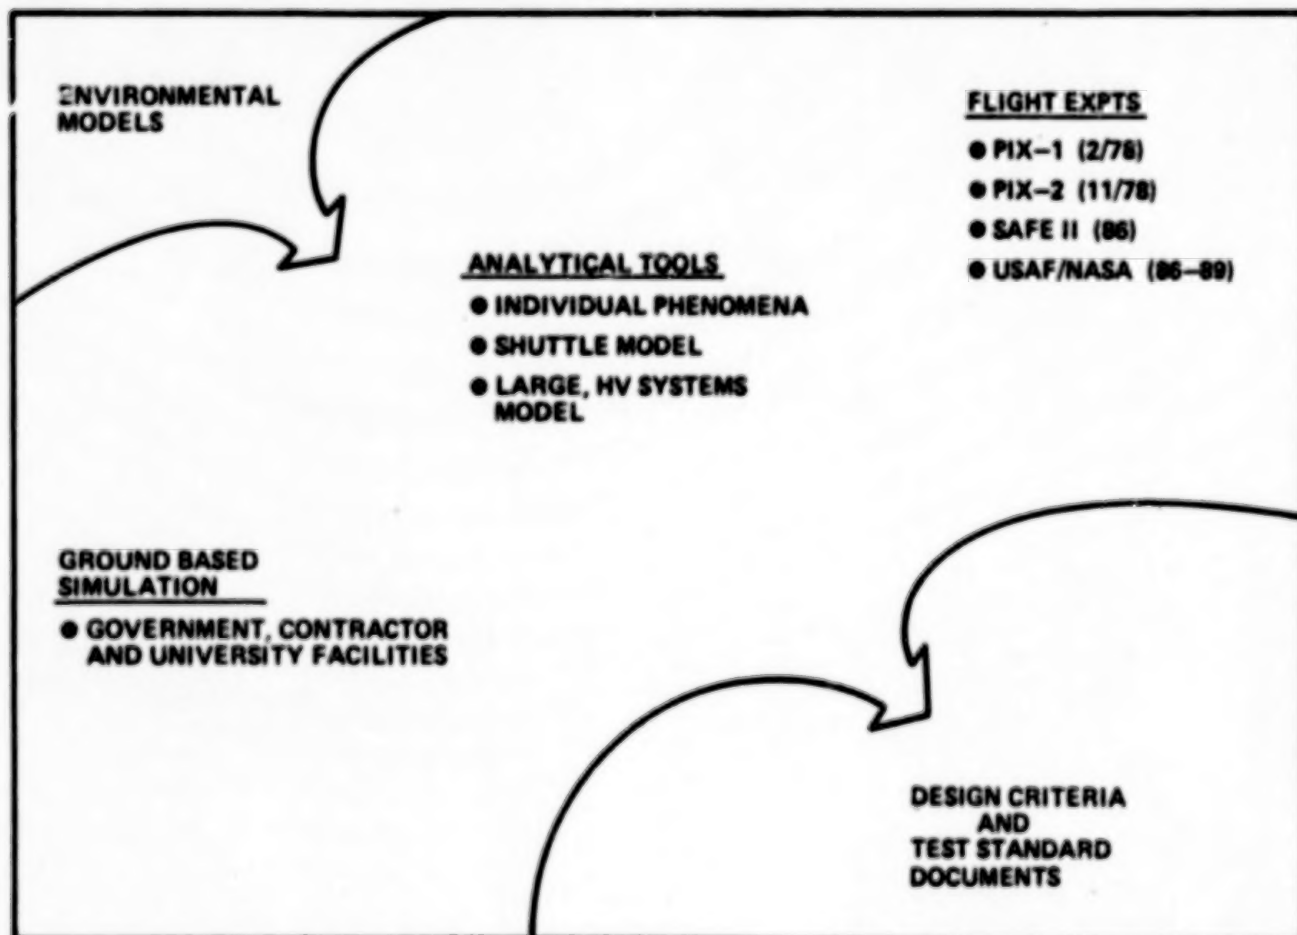 ENVIRONMENTAL
MODELS
FLIGHT EXPTS
● PIX–1 (2/78)
● PIX–2 (11/78)
● SAFE II (86)
● USAF/NASA (86–89)
ANALYTICAL TOOLS
● INDIVIDUAL PHENOMENA
● SHUTTLE MODEL
● LARGE, HV SYSTEMS
MODEL
GROUND BASED
SIMULATION
● GOVERNMENT, CONTRACTOR
AND UNIVERSITY FACILITIES
DESIGN CRITERIA
AND
TEST STANDARD
DOCUMENTS